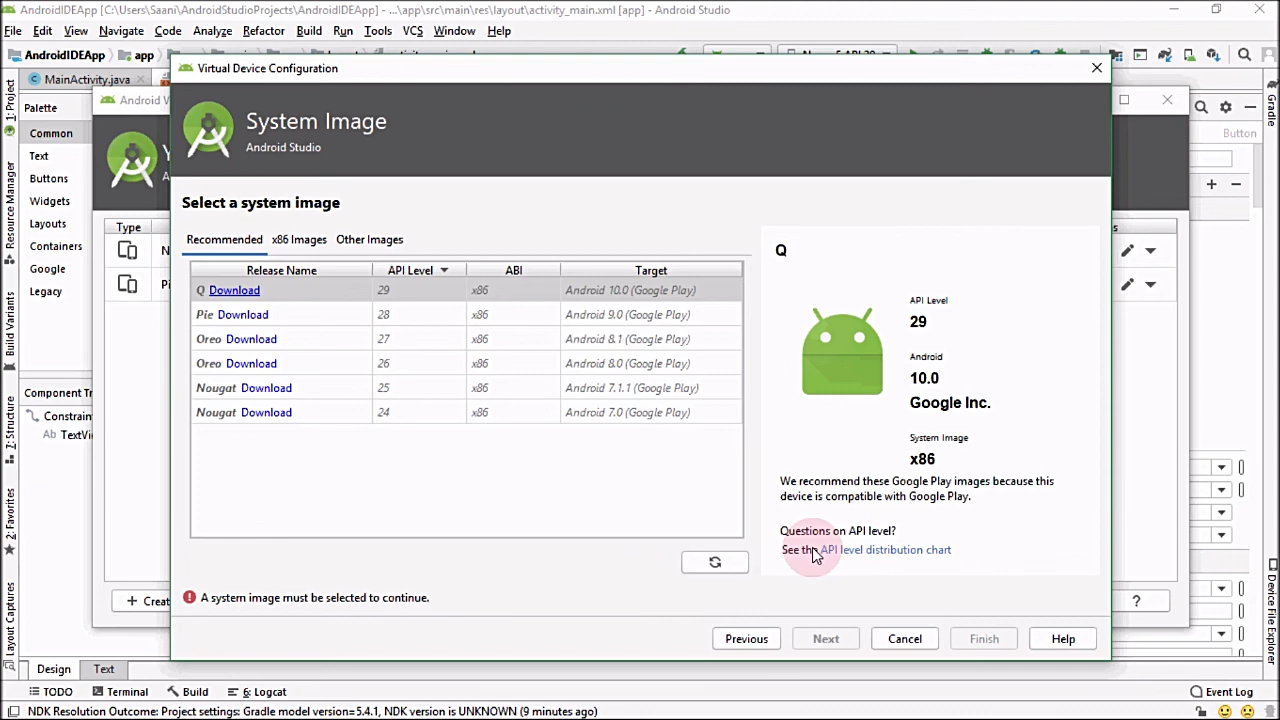 AndroidIDEApp [C:\Users\Saani\AndroidStudioProjects\AndroidIDEApp] - ...\app\src\main\res\layout\activity_main.xml [app] - Android Studio
File Edit View Navigate Code Analyze Refactor Build Run Tools VCS Window Help
AndroidIDEApp app
Virtual Device Configuration
MainActivity.java
Android V
System Image
Android Studio
Select a system image
Recommended x86 Images Other Images
Release Name API Level ABI Target
Q Download 29 x86 Android 10.0 (Google Play)
Pie Download 28 x86 Android 9.0 (Google Play)
Oreo Download 27 x86 Android 8.1 (Google Play)
Oreo Download 26 x86 Android 8.0 (Google Play)
Nougat Download 25 x86 Android 7.1.1 (Google Play)
Nougat Download 24 x86 Android 7.0 (Google Play)
Q
API Level
29
Android
10.0
Google Inc.
System Image
x86
We recommend these Google Play images because this
device is compatible with Google Play.
Questions on API level?
See the API level distribution chart
A system image must be selected to continue.
Previous Next Cancel Finish Help
Palette
Common
Text
Buttons
Widgets
Layouts
Containers
Google
Legacy
Type
+ Creat
?
Component Tr
Constrain
Ab TextVi
Button
1: Project
Resource Manager
Build Variants
7: Structure
2: Favorites
Layout Captures
Gradle
Device File Explorer
Design Text
TODO Terminal Build 6: Logcat Event Log
NDK Resolution Outcome: Project settings: Gradle model version=5.4.1, NDK version is UNKNOWN (9 minutes ago)